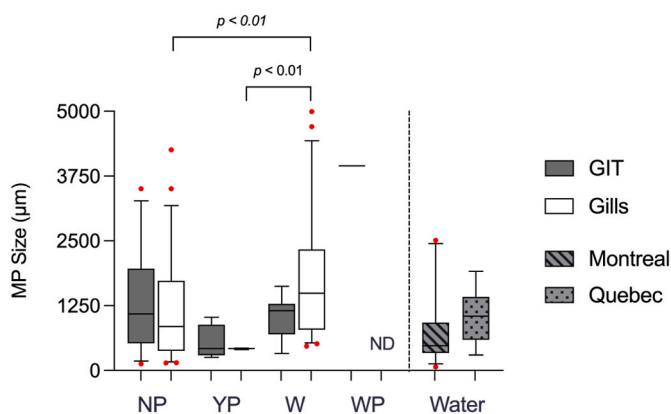 p < 0.01
p < 0.01
5000
3750
2500
1250
0
MP Size (µm)
ND
NP YP W WP Water
GIT
Gills
Montreal
Quebec